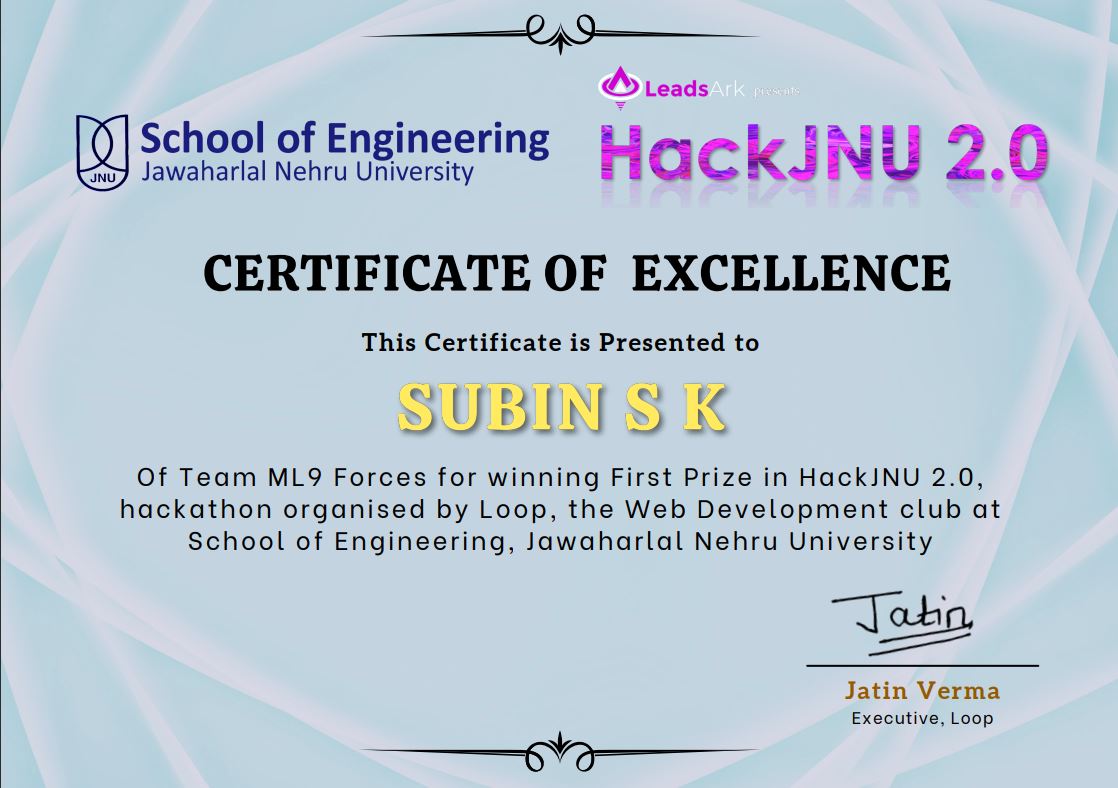 LeadsArk presents
School of Engineering
Jawaharlal Nehru University
JNU
HackJNU 2.0
CERTIFICATE OF EXCELLENCE
This Certificate is Presented to
SUBIN S K
Of Team ML9 Forces for winning First Prize in HackJNU 2.0,
hackathon organised by Loop, the Web Development club at
School of Engineering, Jawaharlal Nehru University
Jatin
Jatin Verma
Executive, Loop